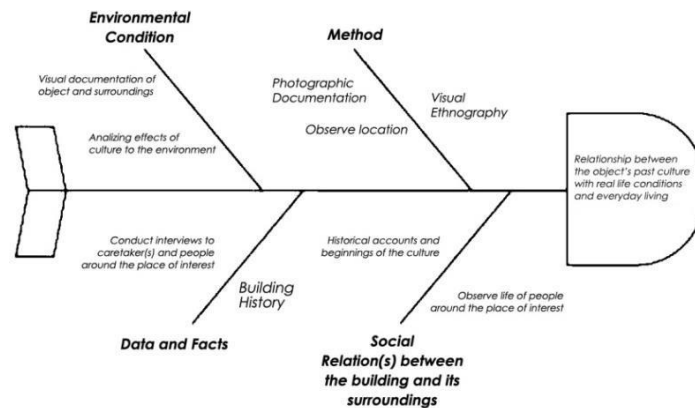 Environmental
Condition
Method
Visual documentation of
object and surroundings
Photographic
Documentation
Visual
Ethnography
Analizing effects of
culture to the environment
Observe location
Relationship between
the object's past culture
with real life conditions
and everyday living
Conduct interviews to
caretaker(s) and people
around the place of interest
Building
History
Historical accounts and
beginnings of the culture
Observe life of people
around the place of interest
Data and Facts
Social
Relation(s) between
the building and its
surroundings